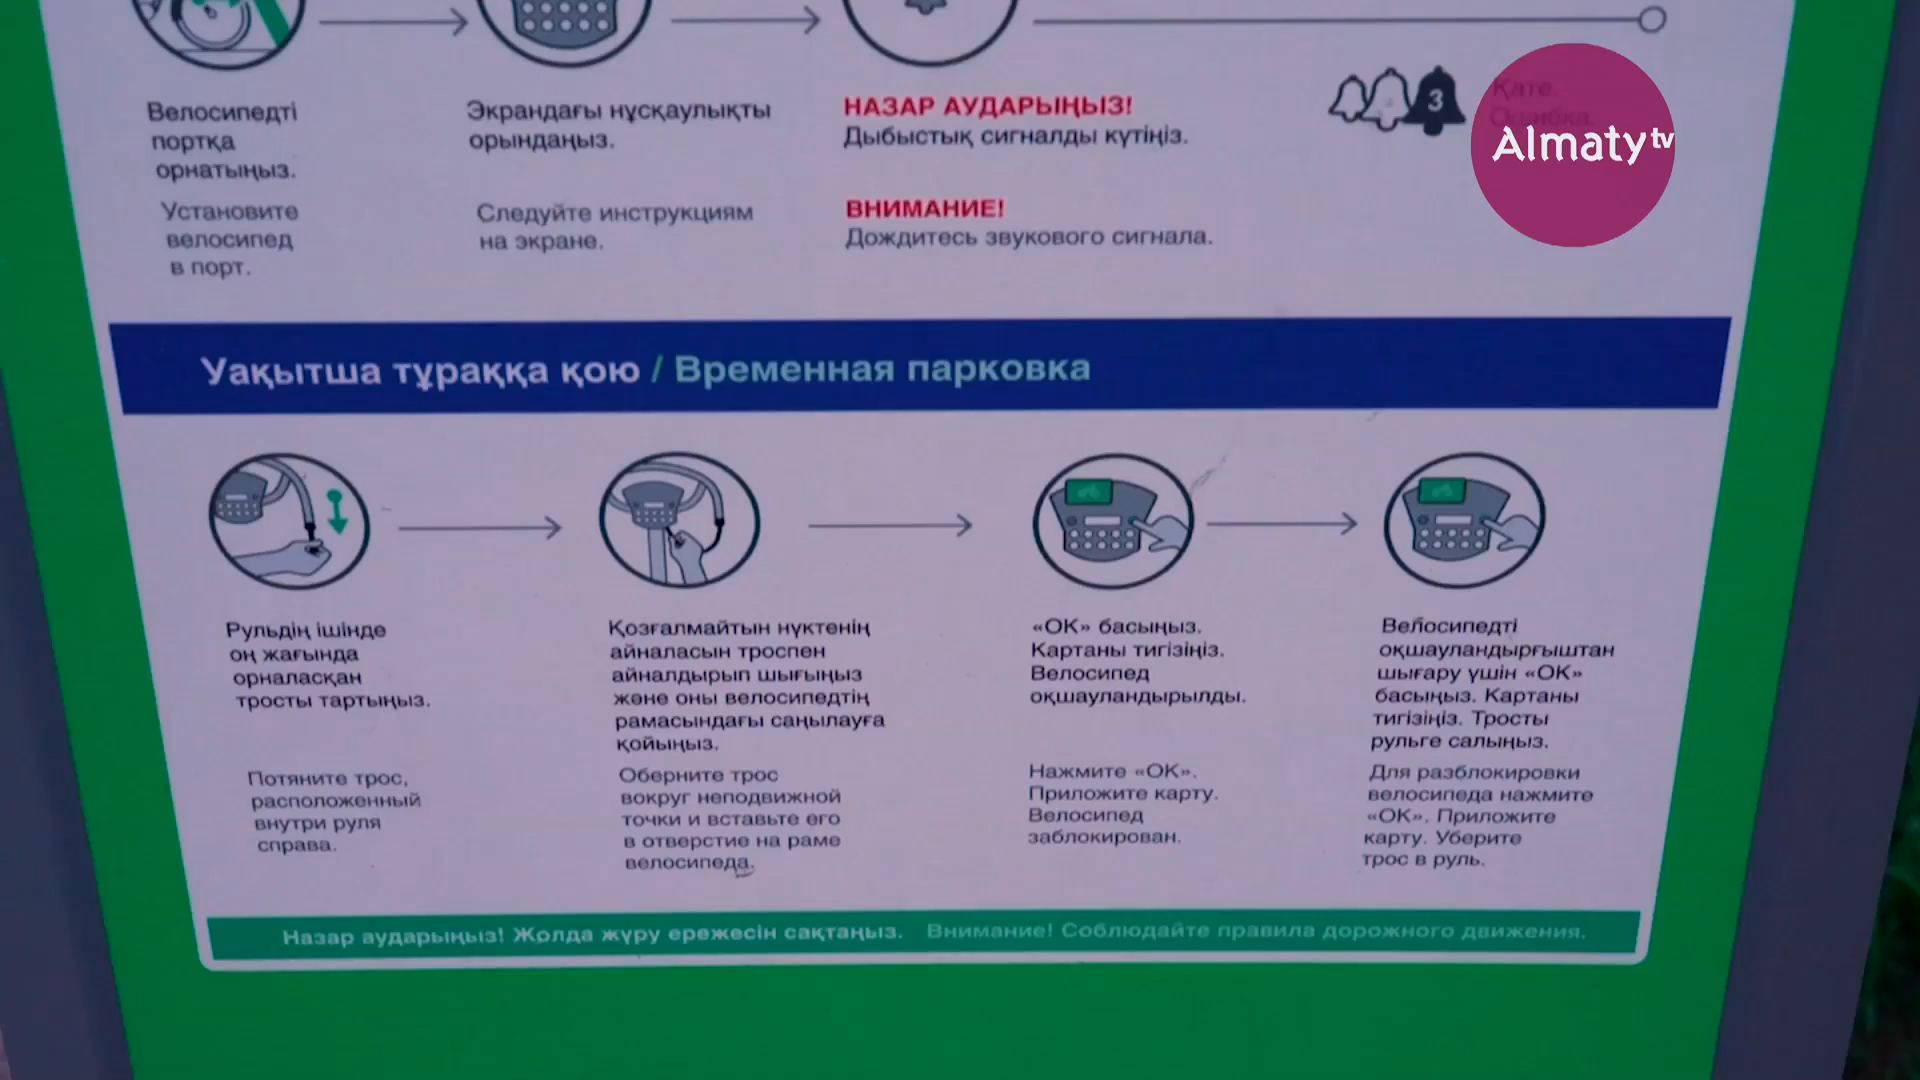 Велосипедті
портқа
орнатыңыз.
Установите
велосипед
в порт.
Экрандағы нұсқаулықты
орындаңыз.
Следуйте инструкциям
на экране.
НАЗАР АУДАРЫҢЫЗ!
Дыбыстық сигналды күтіңіз.
ВНИМАНИЕ!
Дождитесь звукового сигнала.
3
Қате.
Ошибка.
Almaty tv
Уақытша тұраққа қою / Временная парковка
Рульдің ішінде
оң жағында
орналасқан
тросты тартыңыз.
Потяните трос,
расположенный
внутри руля
справа.
Қозғалмайтын нүктенің
айналасын троспен
айналдырып шығыңыз
және оны велосипедтің
рамасындағы саңылауға
қойыңыз.
Оберните трос
вокруг неподвижной
точки и вставьте его
в отверстие на раме
велосипеда.
«ОК» басыңыз.
Картаны тигізіңіз.
Велосипед
оқшауландырылды.
Нажмите «ОК».
Приложите карту.
Велосипед
заблокирован.
Велосипедті
оқшауландырғыштан
шығару үшін «ОК»
басыңыз. Картаны
тигізіңіз. Тросты
рульге салыңыз.
Для разблокировки
велосипеда нажмите
«ОК». Приложите
карту. Уберите
трос в руль.
Назар аударыңыз! Жолда жүру ережесін сақтаңыз. Внимание! Соблюдайте правила дорожного движения.